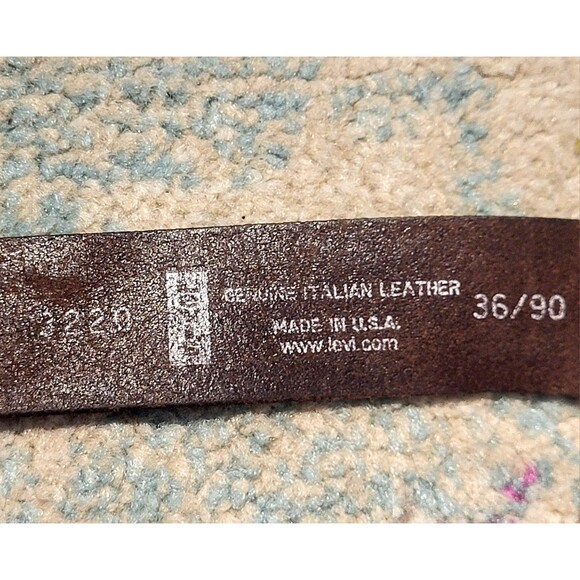 3220
GENUINE ITALIAN LEATHER
MADE IN U.S.A.
www.levi.com
36/90